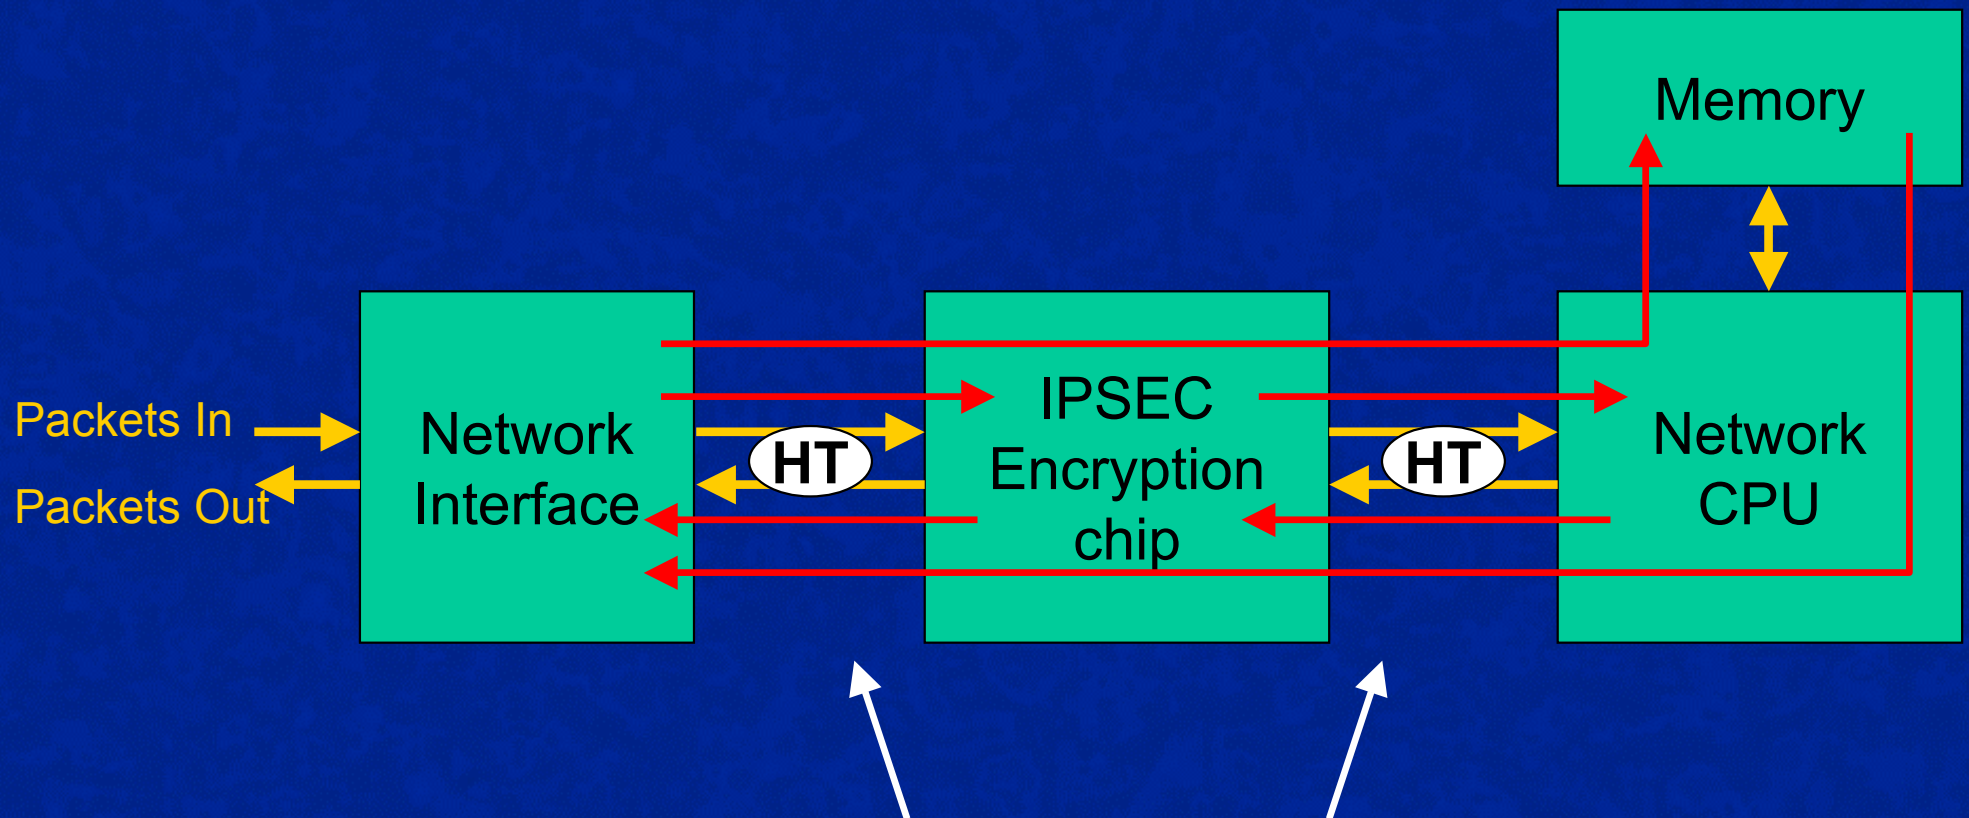 Memory
Packets In
Packets Out
Network
Interface
HT
IPSEC
Encryption
chip
HT
Network
CPU